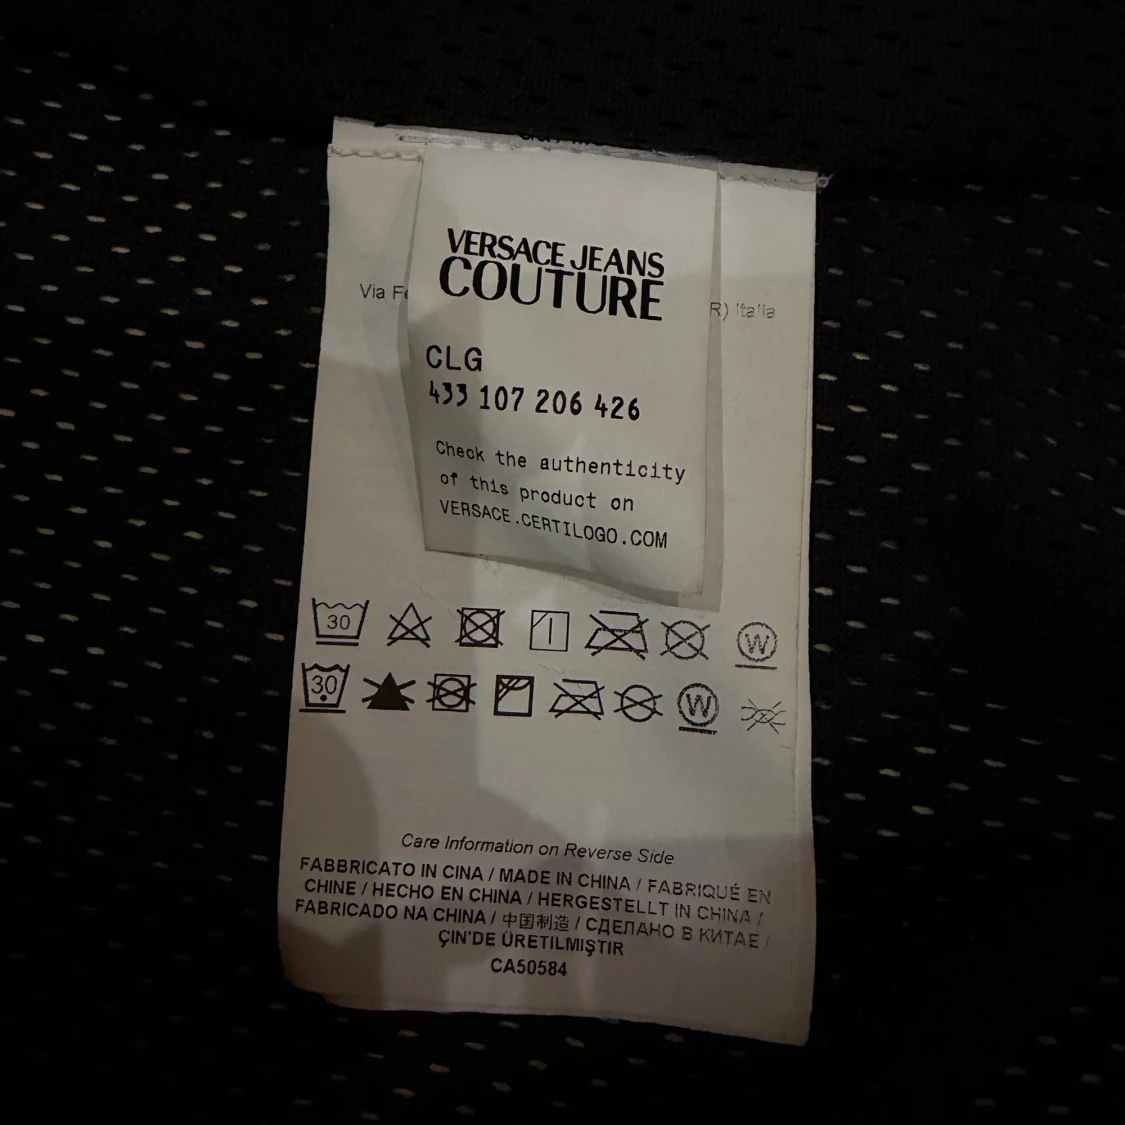 VERSACE JEANS
COUTURE
Via
R) Italia
CLG
433 107 206 426
Check the authenticity
of this product on
VERSACE.CERTILOGO.COM
30
W
30
W
Care Information on Reverse Side
FABBRICATO IN CINA / MADE IN CHINA / FABRIQUÉ EN
CHINE / HECHO EN CHINA / HERGESTELLT IN CHINA /
FABRICADO NA CHINA / 中国制造 / СДЕЛАНО В КИТАЕ /
ÇIN'DE ÜRETILMIŞTIR
CA50584